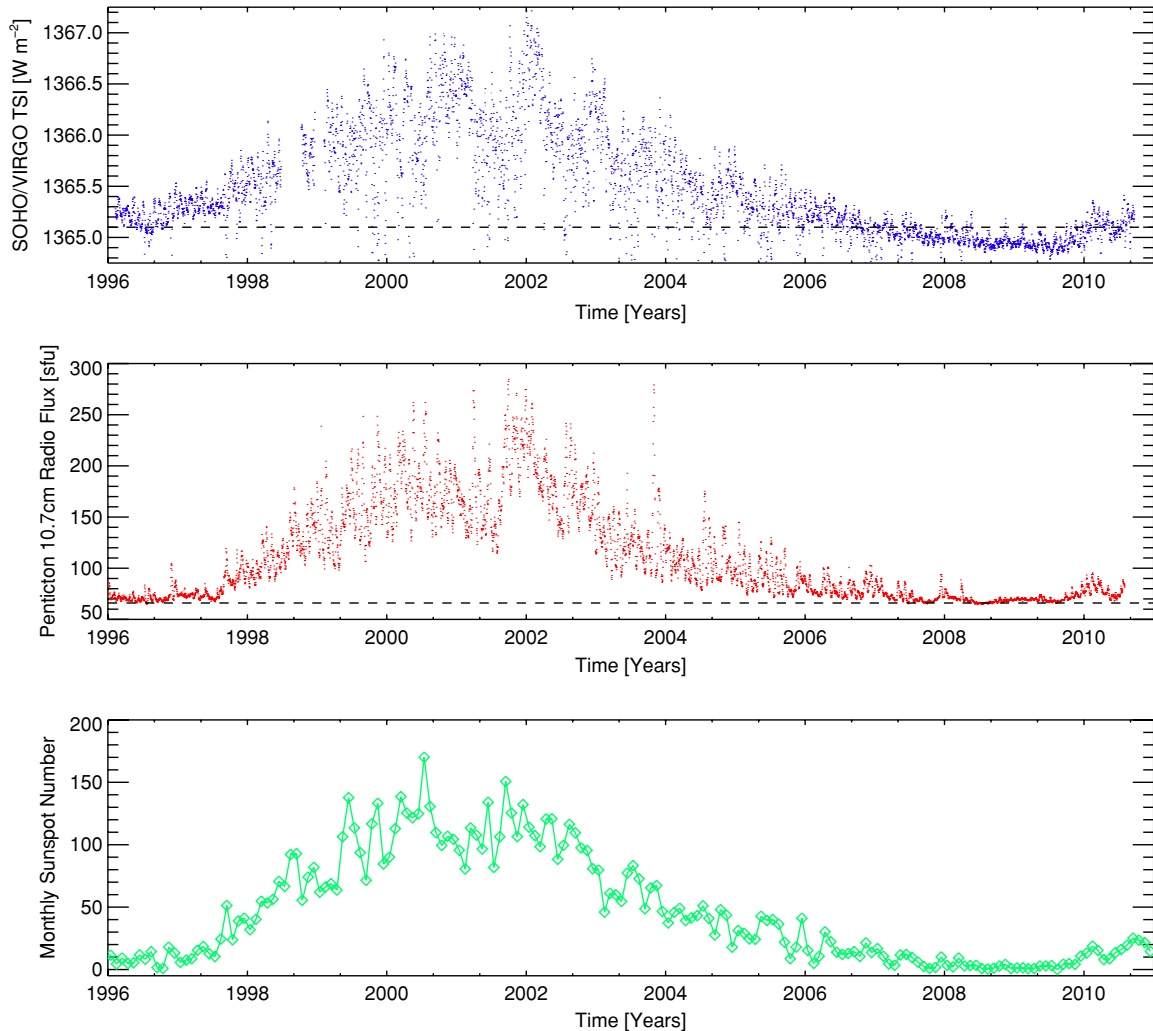 SOHO/VIRGO TSI [W m⁻²]
1367.0
1366.5
1366.0
1365.5
1365.0
1996 1998 2000 2002 2004 2006 2008 2010
Time [Years]
Penticton 10.7cm Radio Flux [sfu]
300
250
200
150
100
50
1996 1998 2000 2002 2004 2006 2008 2010
Time [Years]
Monthly Sunspot Number
200
150
100
50
0
1996 1998 2000 2002 2004 2006 2008 2010
Time [Years]